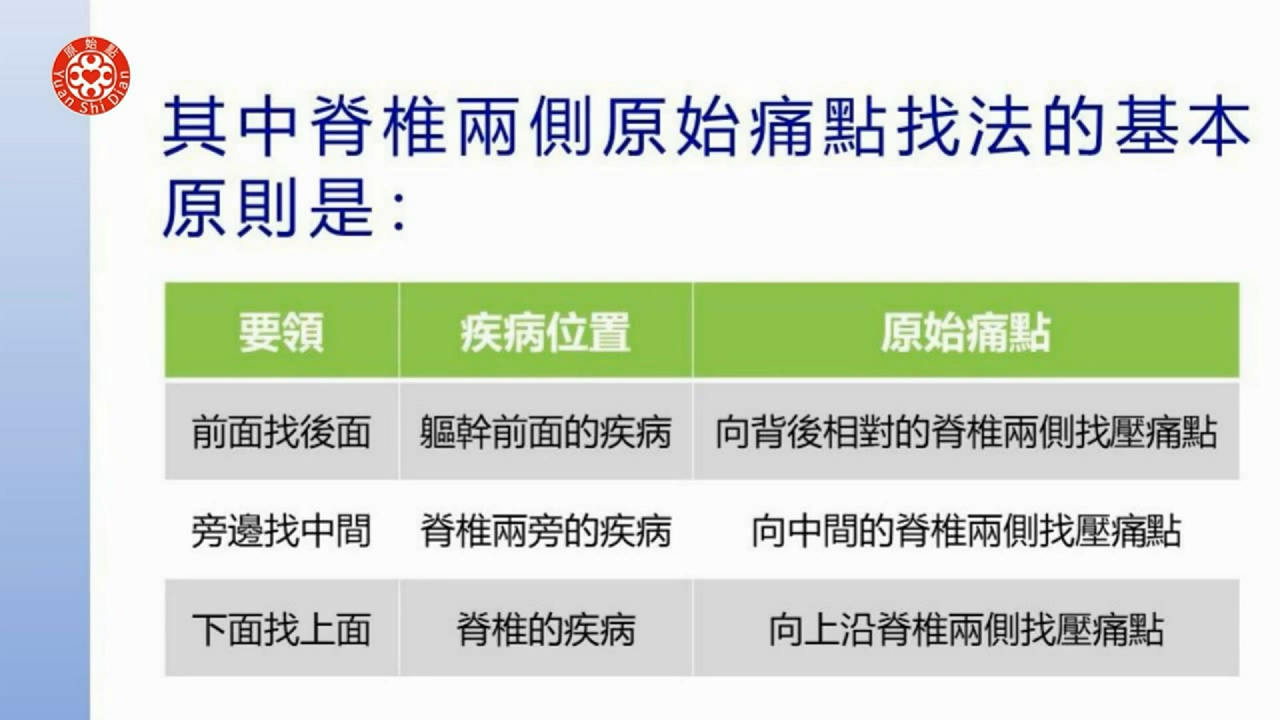 原始點
Yuan Shi Dian
其中脊椎兩側原始痛點找法的基本
原則是：
要領 疾病位置 原始痛點
前面找後面 軀幹前面的疾病 向背後相對的脊椎兩側找壓痛點
旁邊找中間 脊椎兩旁的疾病 向中間的脊椎兩側找壓痛點
下面找上面 脊椎的疾病 向上沿脊椎兩側找壓痛點